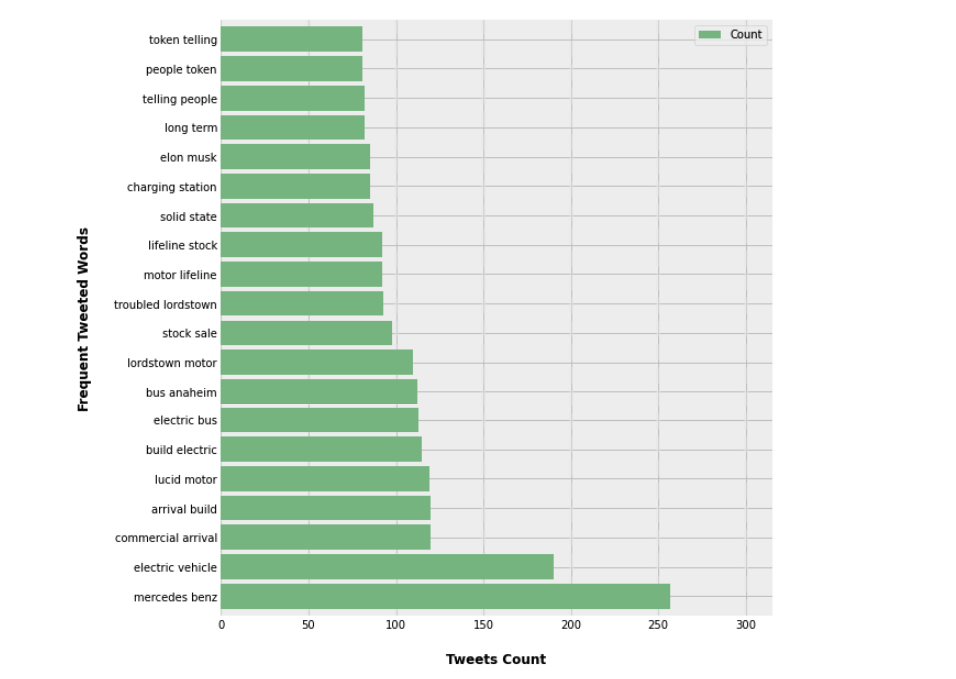 Count
token telling
people token
telling people
long term
elon musk
charging station
solid state
lifeline stock
motor lifeline
troubled lordstown
stock sale
lordstown motor
bus anaheim
electric bus
build electric
lucid motor
arrival build
commercial arrival
electric vehicle
mercedes benz
Frequent Tweeted Words
0 50 100 150 200 250 300
Tweets Count